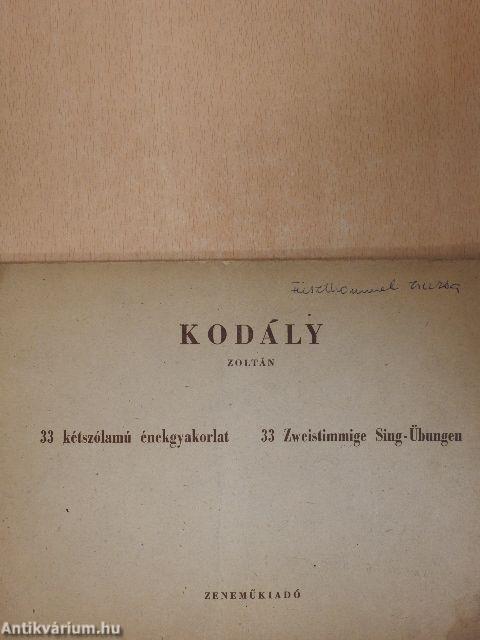 KODÁLY
ZOLTÁN
33 kétszólamú énekgyakorlat 33 Zweistimmige Sing-Übungen
ZENEMŰKIADÓ
Antikvárium.hu